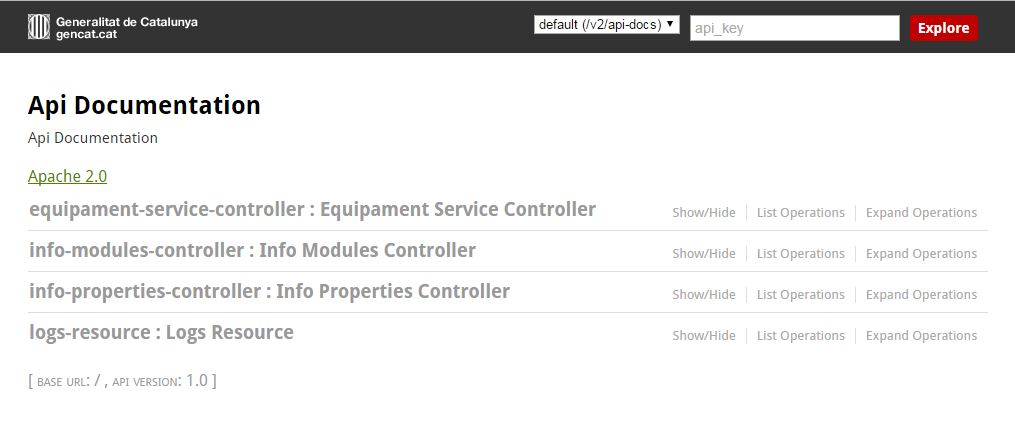 Generalitat de Catalunya
gencat.cat
default (/v2/api-docs) ▼ api_key Explore
Api Documentation
Api Documentation
Apache 2.0
equipament-service-controller : Equipament Service Controller Show/Hide List Operations Expand Operations
info-modules-controller : Info Modules Controller Show/Hide List Operations Expand Operations
info-properties-controller : Info Properties Controller Show/Hide List Operations Expand Operations
logs-resource : Logs Resource Show/Hide List Operations Expand Operations
[ BASE URL: / , API VERSION: 1.0 ]